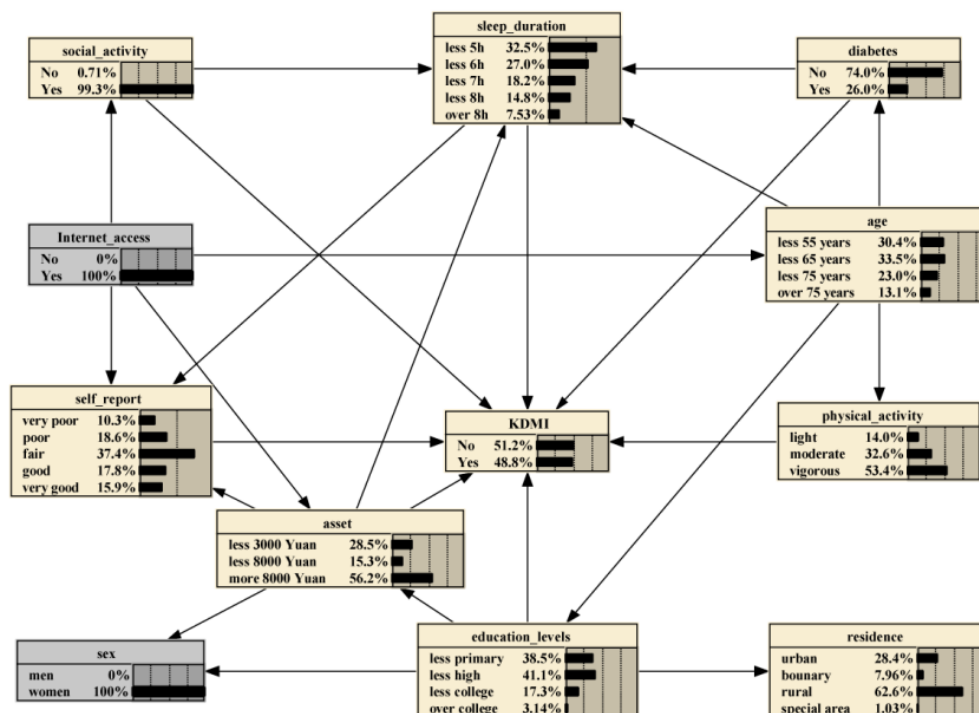 sleep_duration
less 5h 32.5%
less 6h 27.0%
less 7h 18.2%
less 8h 14.8%
over 8h 7.53%
social_activity
No 0.71%
Yes 99.3%
diabetes
No 74.0%
Yes 26.0%
Internet_access
No 0%
Yes 100%
age
less 55 years 30.4%
less 65 years 33.5%
less 75 years 23.0%
over 75 years 13.1%
self_report
very poor 10.3%
poor 18.6%
fair 37.4%
good 17.8%
very good 15.9%
KDMI
No 51.2%
Yes 48.8%
physical_activity
light 14.0%
moderate 32.6%
vigorous 53.4%
asset
less 3000 Yuan 28.5%
less 8000 Yuan 15.3%
more 8000 Yuan 56.2%
sex
men 0%
women 100%
education_levels
less primary 38.5%
less high 41.1%
less college 17.3%
over college 3.14%
residence
urban 28.4%
bounary 7.96%
rural 62.6%
special area 1.03%